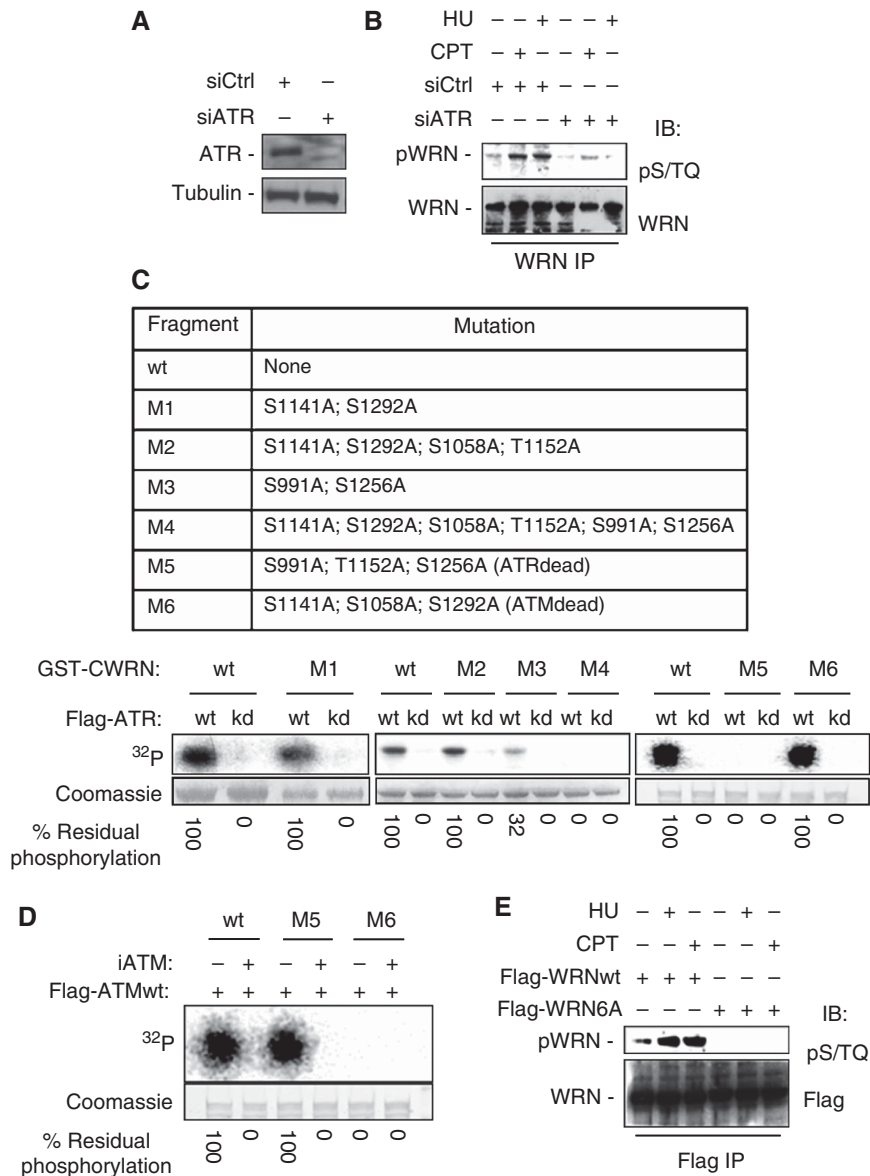 A
siCtrl + –
siATR – +
ATR -
Tubulin -
B
HU – – + – – +
CPT – + – – + –
siCtrl + + + – – –
siATR – – – + + +
IB:
pWRN - pS/TQ
WRN - WRN
WRN IP
C
Fragment Mutation
wt None
M1 S1141A; S1292A
M2 S1141A; S1292A; S1058A; T1152A
M3 S991A; S1256A
M4 S1141A; S1292A; S1058A; T1152A; S991A; S1256A
M5 S991A; T1152A; S1256A (ATRdead)
M6 S1141A; S1058A; S1292A (ATMdead)
GST-CWRN: wt M1 wt M2 M3 M4 wt M5 M6
Flag-ATR: wt kd wt kd wt kd wt kd wt kd wt kd wt kd wt kd wt kd
32P
Coomassie
% Residual phosphorylation 100 0 100 0 100 0 100 0 32 0 0 0 100 0 0 0 100 0
D
wt M5 M6
iATM: – + – + – +
Flag-ATMwt: + + + + + +
32P
Coomassie
% Residual phosphorylation 100 0 100 0 0 0
E
HU – + – – + –
CPT – – + – – +
Flag-WRNwt + + + – – –
Flag-WRN6A – – – + + +
IB:
pWRN - pS/TQ
WRN - Flag
Flag IP